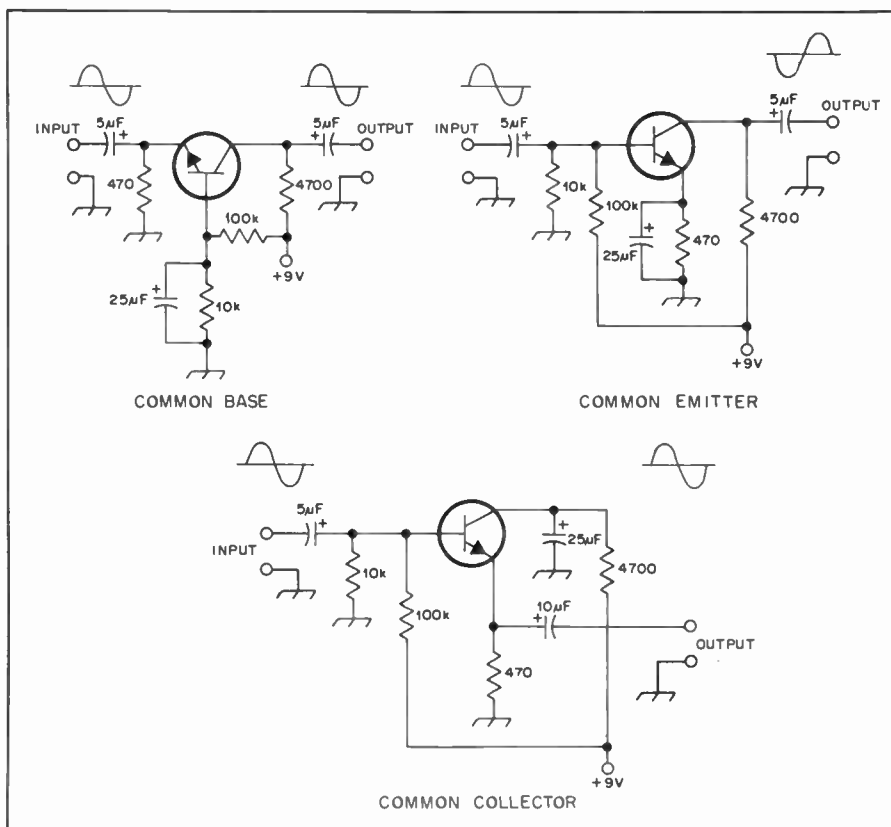 INPUT
5µF
+
470
5µF
+
OUTPUT
4700
100k
+9V
25µF
+
10k
COMMON BASE
INPUT
5µF
+
10k
100k
25µF
+
470
5µF
+
OUTPUT
4700
+9V
COMMON EMITTER
INPUT
5µF
+
10k
100k
+
25µF
4700
10µF
+
470
OUTPUT
+9V
COMMON COLLECTOR